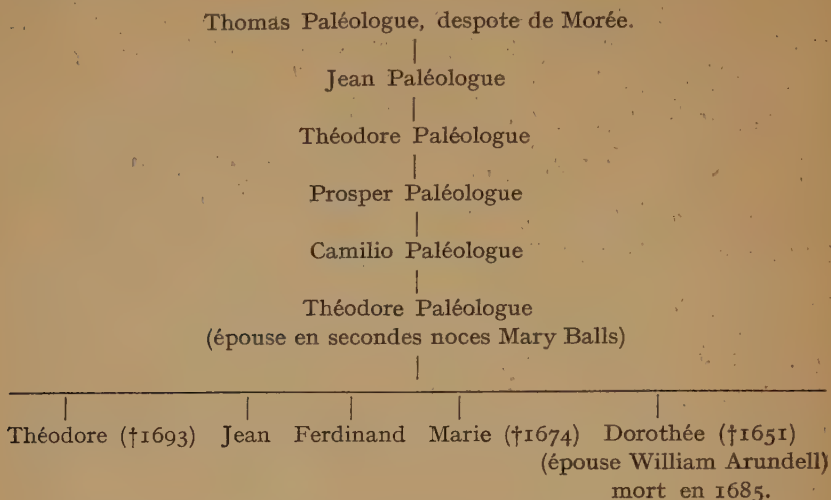 Thomas Paléologue, despote de Morée.
Jean Paléologue
Théodore Paléologue
Prosper Paléologue
Camilio Paléologue
Théodore Paléologue
(épouse en secondes noces Mary Balls)
Théodore (†1693) Jean Ferdinand Marie (†1674) Dorothée (†1651)
(épouse William Arundell)
mort en 1685.